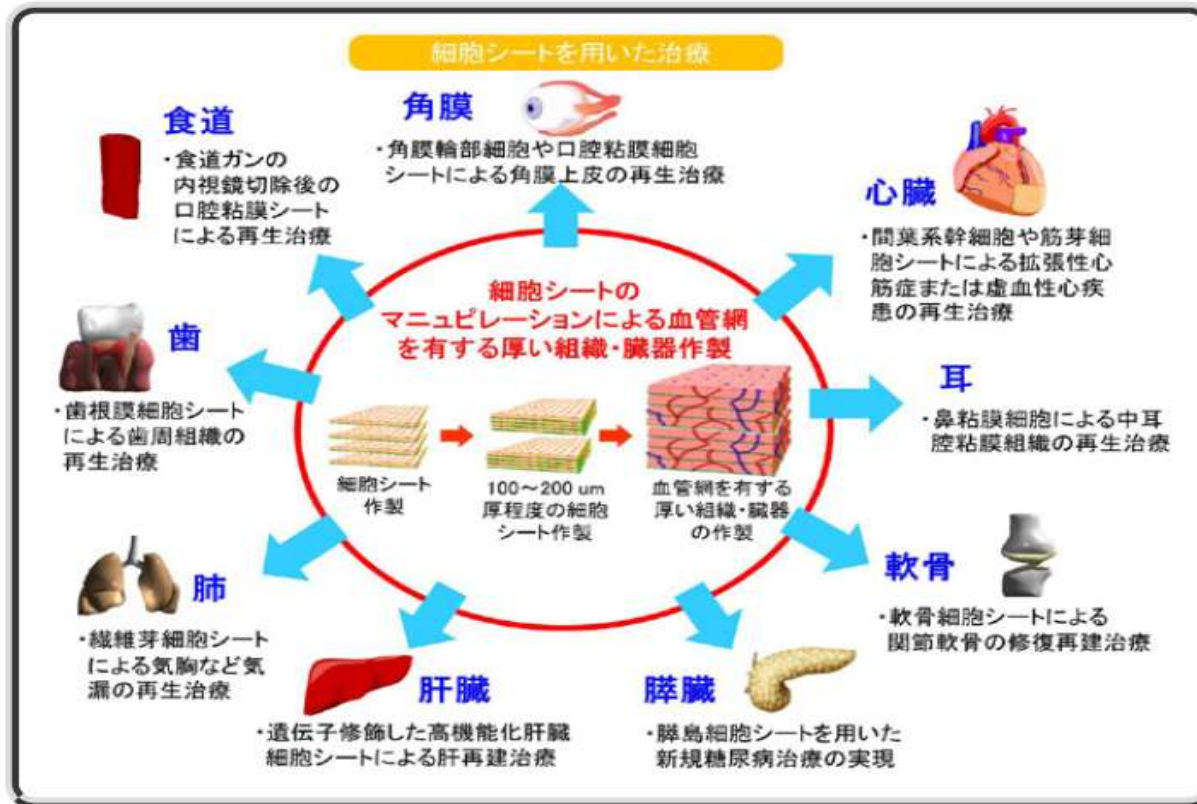 細胞シートを用いた治療
角膜
・角膜輪部細胞や口腔粘膜細胞
シートによる角膜上皮の再生治療
食道
・食道ガンの
内視鏡切除後の
口腔粘膜シート
による再生治療
心臓
・間葉系幹細胞や筋芽細
胞シートによる拡張性心
筋症または虚血性心疾
患の再生治療
細胞シートの
マニュピレーションによる血管網
を有する厚い組織・臓器作製
歯
・歯根膜細胞シート
による歯周組織の
再生治療
耳
・鼻粘膜細胞による中耳
腔粘膜組織の再生治療
細胞シート
作製
100～200 um
厚程度の細胞
シート作製
血管網を有する
厚い組織・臓器
の作製
肺
・繊維芽細胞シート
による気胸など気
漏の再生治療
軟骨
・軟骨細胞シートによる
関節軟骨の修復再建治療
肝臓
・遺伝子修飾した高機能化肝臓
細胞シートによる肝再建治療
膵臓
・膵島細胞シートを用いた
新規糖尿病治療の実現